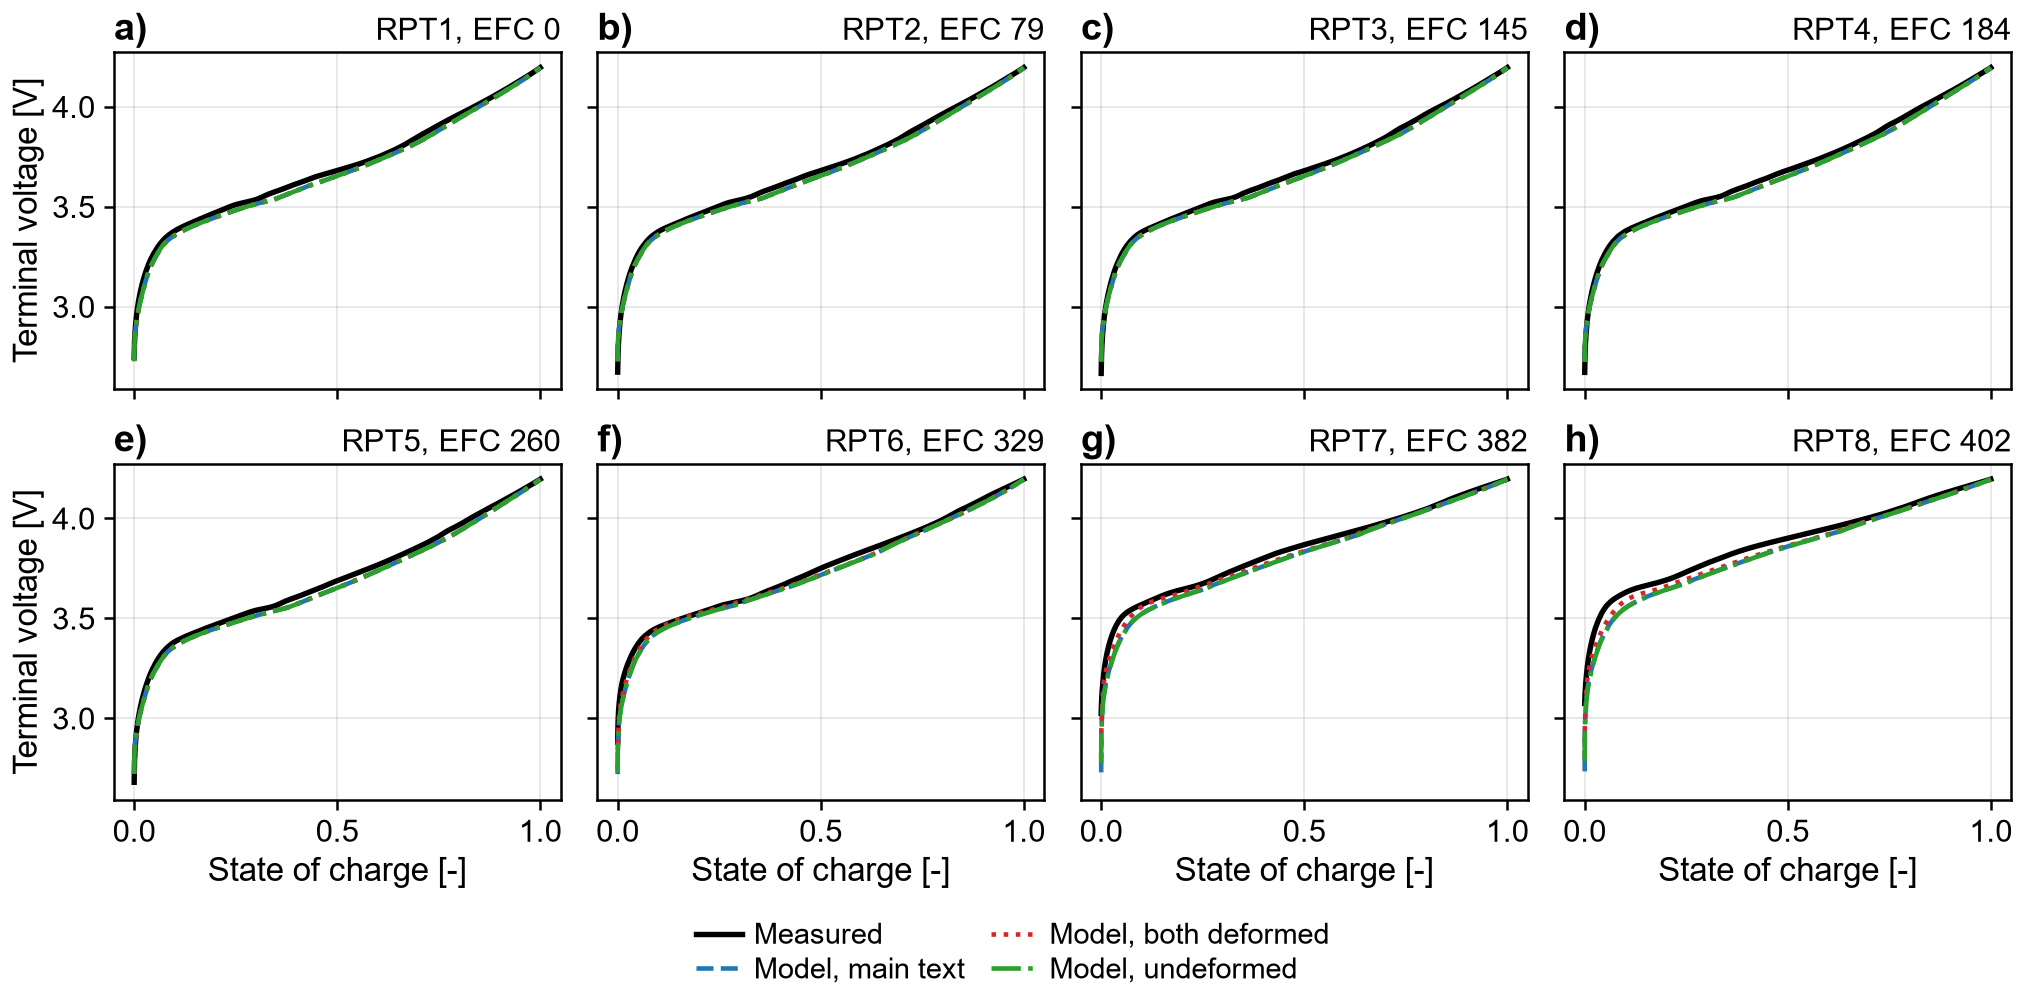 a) RPT1, EFC 0
b) RPT2, EFC 79
c) RPT3, EFC 145
d) RPT4, EFC 184
Terminal voltage [V]
4.0
3.5
3.0
e) RPT5, EFC 260
f) RPT6, EFC 329
g) RPT7, EFC 382
h) RPT8, EFC 402
Terminal voltage [V]
4.0
3.5
3.0
0.0 0.5 1.0
0.0 0.5 1.0
0.0 0.5 1.0
0.0 0.5 1.0
State of charge [-]
State of charge [-]
State of charge [-]
State of charge [-]
Measured
Model, main text
Model, both deformed
Model, undeformed